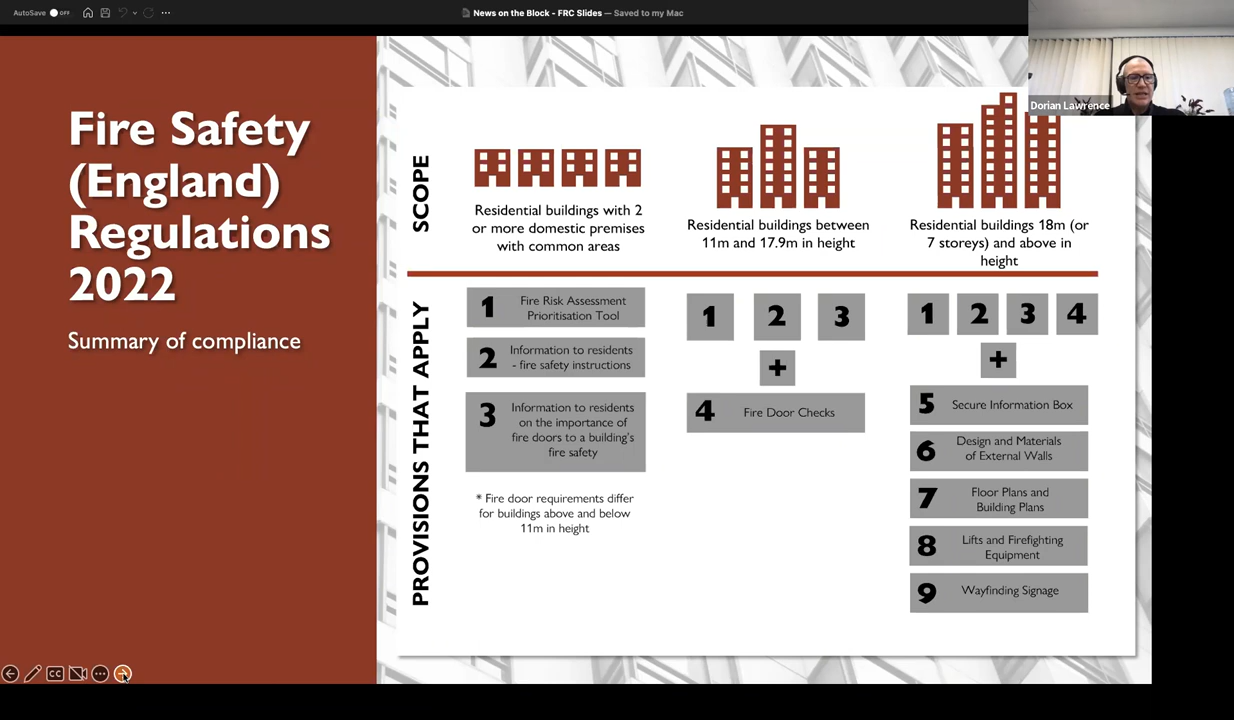 AutoSave OFF
News on the Block - FRC Slides — Saved to my Mac
Dorian Lawrence
Fire Safety
(England)
Regulations
2022
Summary of compliance
SCOPE
Residential buildings with 2
or more domestic premises
with common areas
Residential buildings between
11m and 17.9m in height
Residential buildings 18m (or
7 storeys) and above in
height
PROVISIONS THAT APPLY
1 Fire Risk Assessment
Prioritisation Tool
2 Information to residents
- fire safety instructions
3 Information to residents
on the importance of
fire doors to a building's
fire safety
* Fire door requirements differ
for buildings above and below
11m in height
1 2 3
+
4 Fire Door Checks
1 2 3 4
+
5 Secure Information Box
6 Design and Materials
of External Walls
7 Floor Plans and
Building Plans
8 Lifts and Firefighting
Equipment
9 Wayfinding Signage
CC